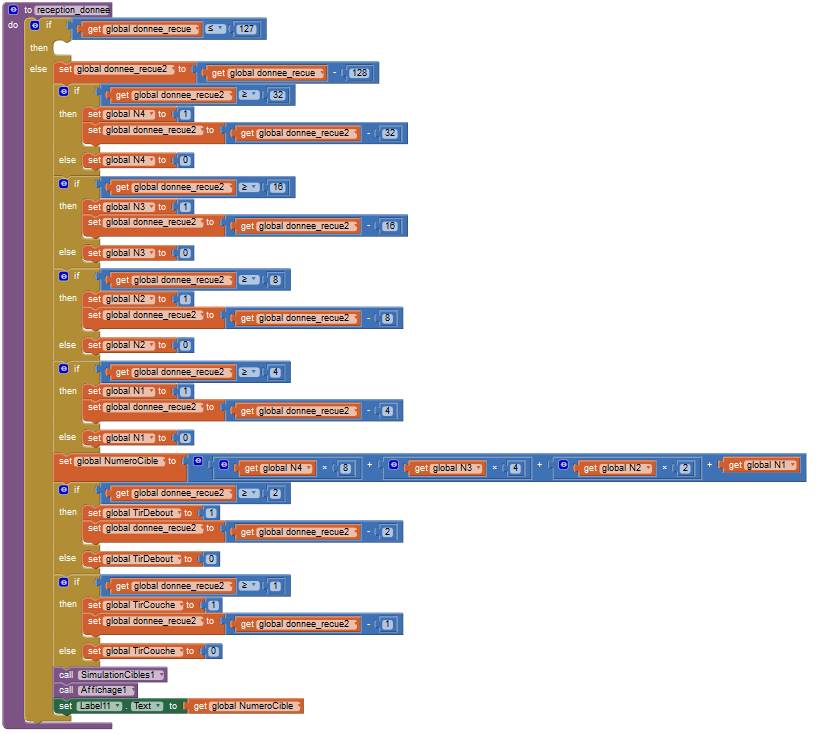 to reception_donnee
do if get global donnee_recue ≤ 127
then
else set global donnee_recue2 to get global donnee_recue - 128
if get global donnee_recue2 ≥ 32
then set global N4 to 1
set global donnee_recue2 to get global donnee_recue2 - 32
else set global N4 to 0
if get global donnee_recue2 ≥ 16
then set global N3 to 1
set global donnee_recue2 to get global donnee_recue2 - 16
else set global N3 to 0
if get global donnee_recue2 ≥ 8
then set global N2 to 1
set global donnee_recue2 to get global donnee_recue2 - 8
else set global N2 to 0
if get global donnee_recue2 ≥ 4
then set global N1 to 1
set global donnee_recue2 to get global donnee_recue2 - 4
else set global N1 to 0
set global NumeroCible to get global N4 × 8 + get global N3 × 4 + get global N2 × 2 + get global N1
if get global donnee_recue2 ≥ 2
then set global TirDebout to 1
set global donnee_recue2 to get global donnee_recue2 - 2
else set global TirDebout to 0
if get global donnee_recue2 ≥ 1
then set global TirCouche to 1
set global donnee_recue2 to get global donnee_recue2 - 1
else set global TirCouche to 0
call SimulationCibles1
call Affichage1
set Label11 . Text to get global NumeroCible